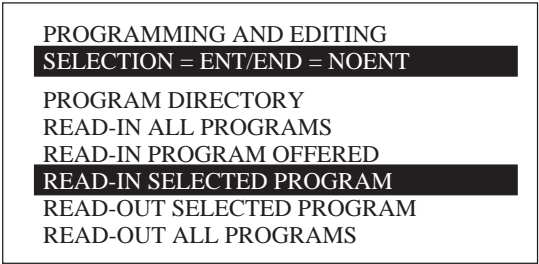 PROGRAMMING AND EDITING
SELECTION = ENT/END = NOENT
PROGRAM DIRECTORY
READ-IN ALL PROGRAMS
READ-IN PROGRAM OFFERED
READ-IN SELECTED PROGRAM
READ-OUT SELECTED PROGRAM
READ-OUT ALL PROGRAMS